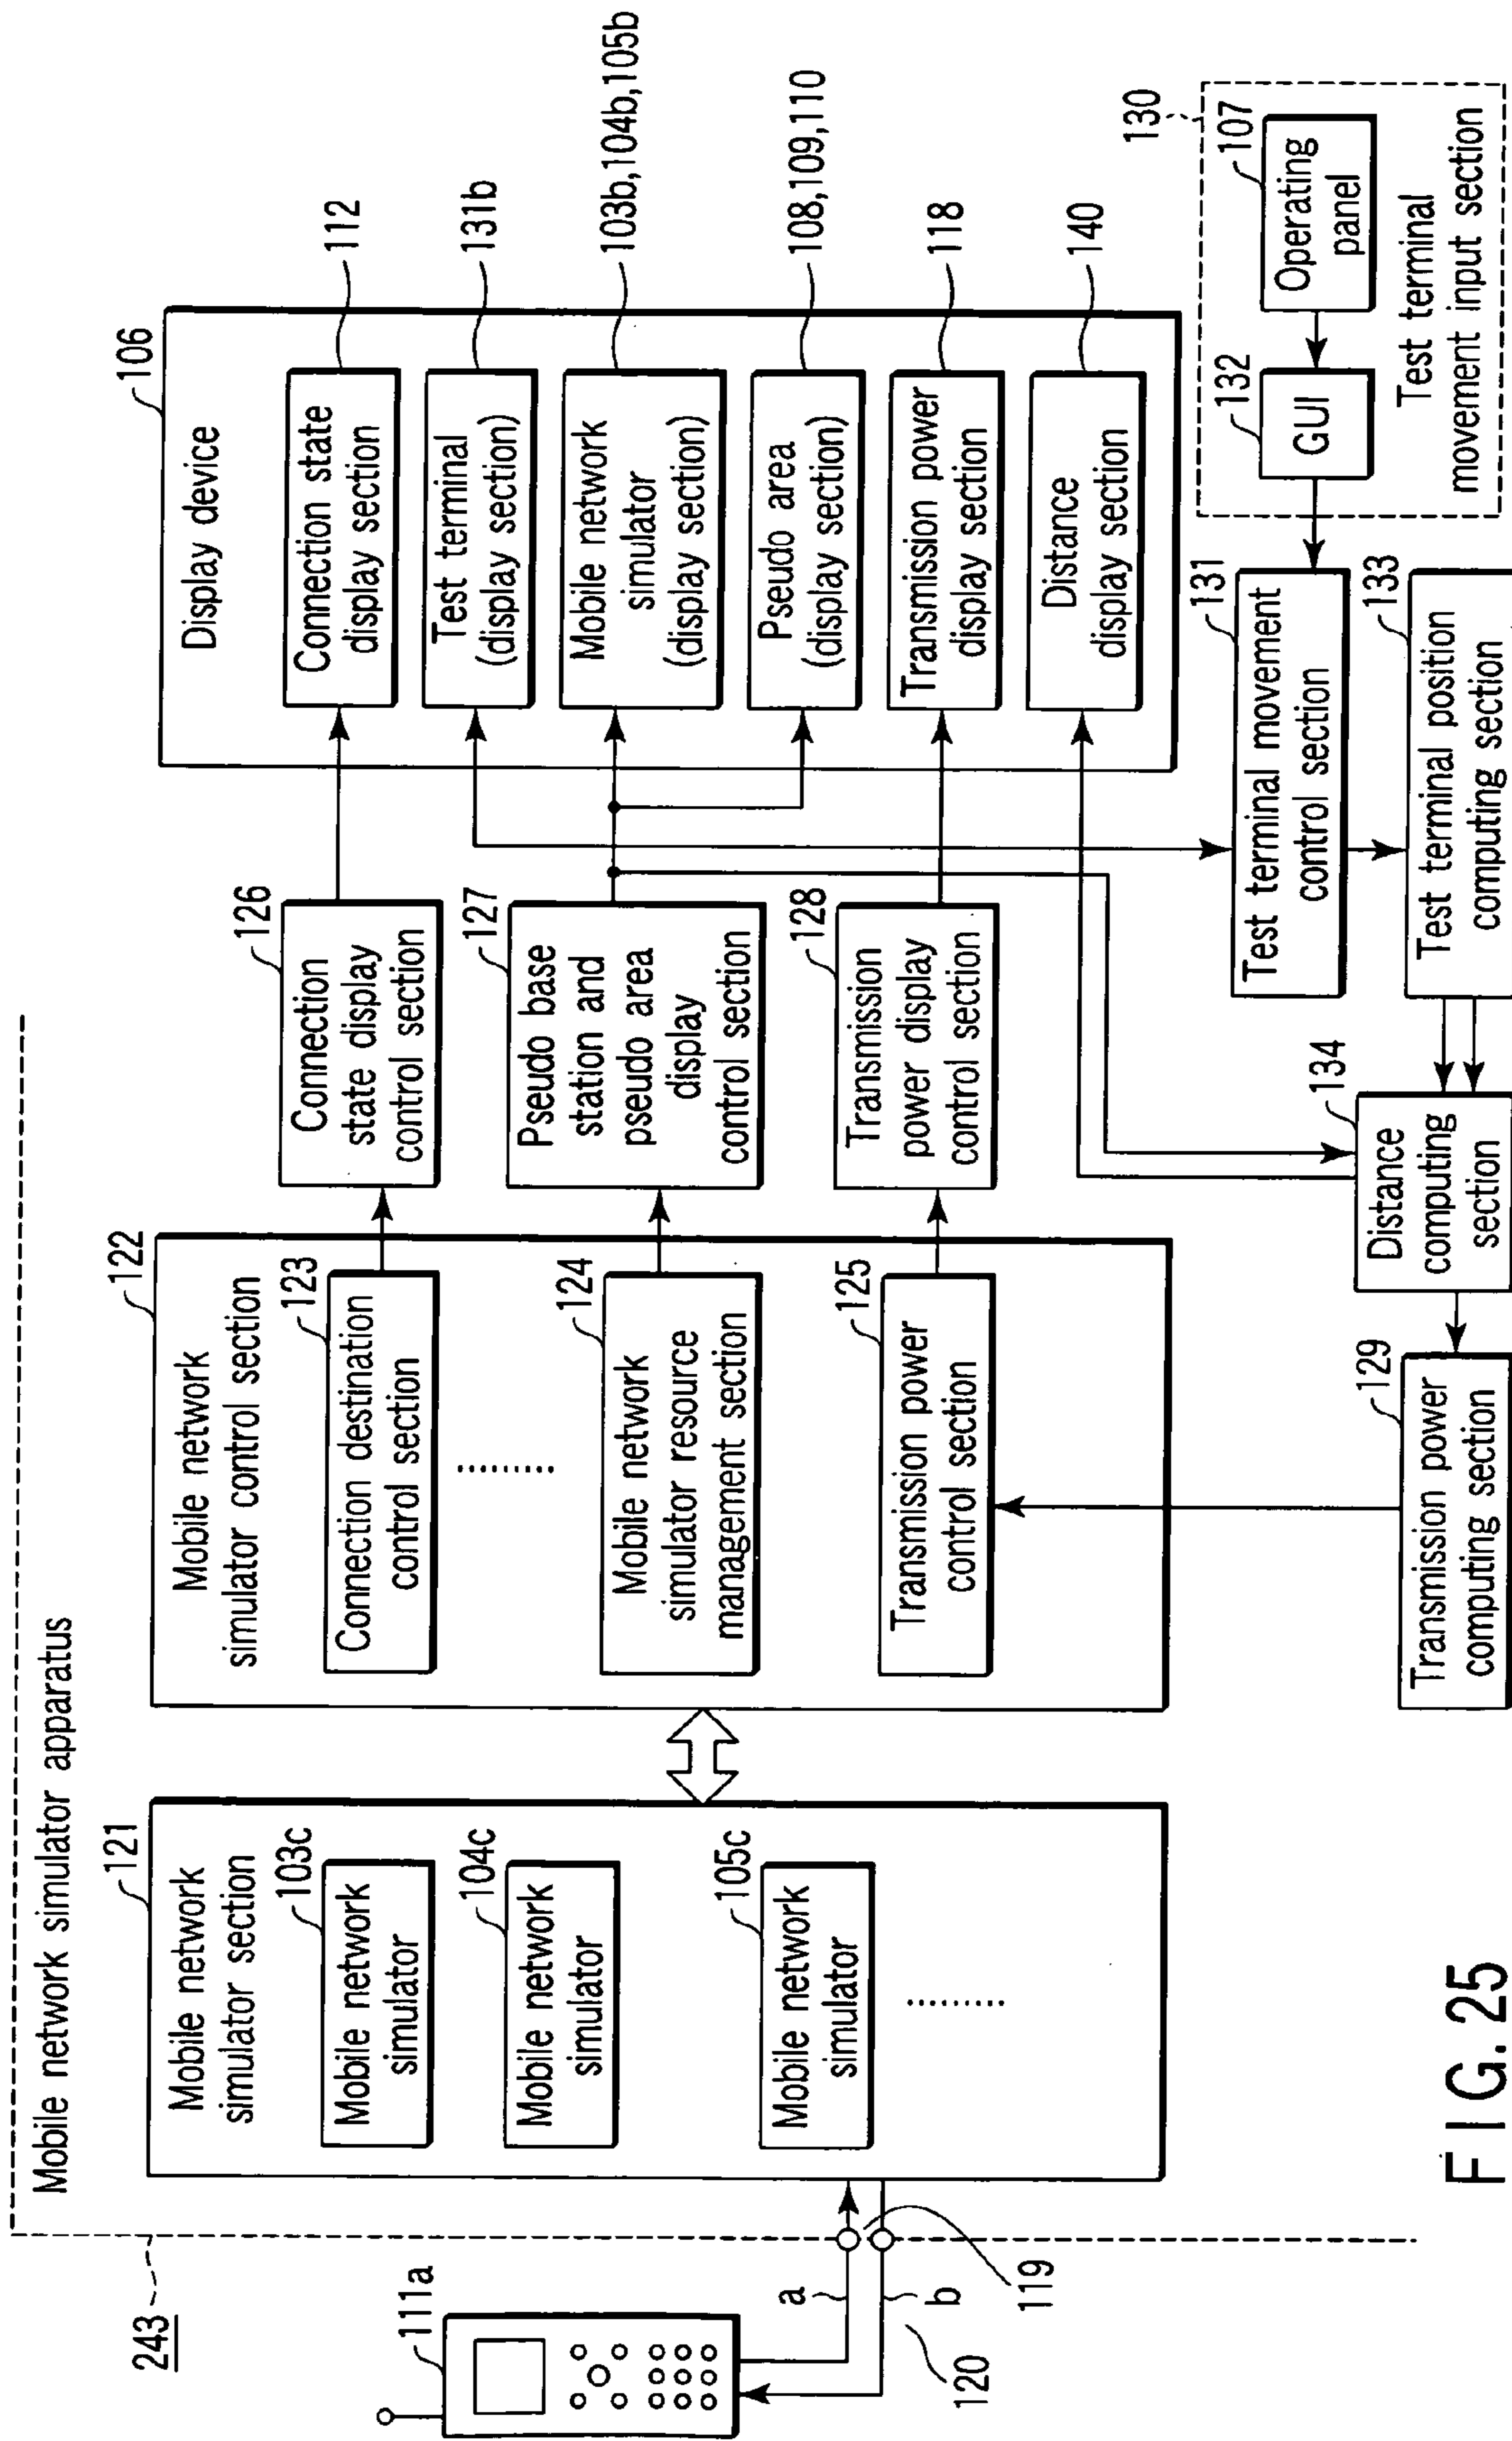 Mobile network simulator apparatus
243
111a
a
b
120
119
121
Mobile network
simulator section
103c
Mobile network
simulator
104c
Mobile network
simulator
105c
Mobile network
simulator
.........
122
Mobile network
simulator control section
123
Connection destination
control section
.........
124
Mobile network
simulator resource
management section
125
Transmission power
control section
126
Connection
state display
control section
127
Pseudo base
station and
pseudo area
display
control section
128
Transmission
power display
control section
106
Display device
Connection state
display section
112
Test terminal
(display section)
131b
Mobile network
simulator
(display section)
103b,104b,105b
Pseudo area
(display section)
108,109,110
Transmission power
display section
118
Distance
display section
140
129
Transmission power
computing section
134
Distance
computing
section
131
Test terminal movement
control section
133
Test terminal position
computing section
130
132
GUI
107
Operating
panel
Test terminal
movement input section
FIG. 25